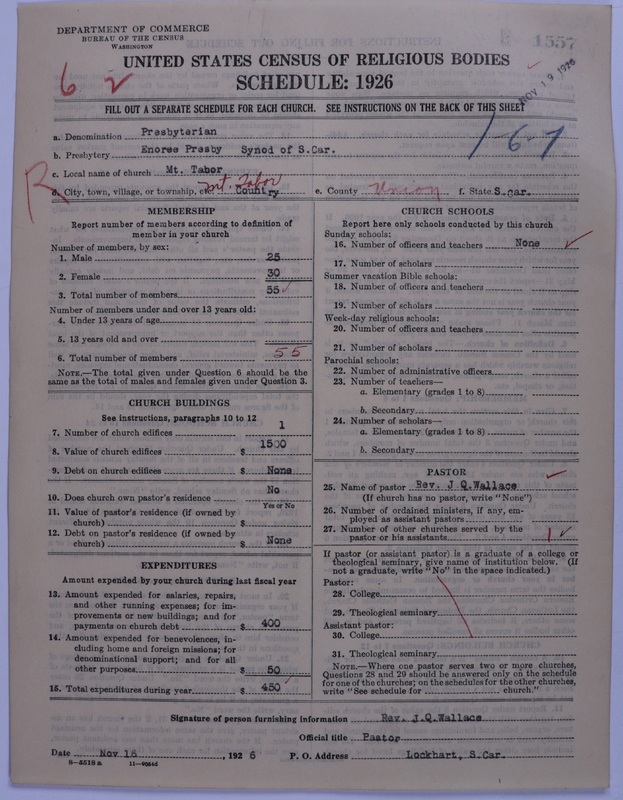 DEPARTMENT OF COMMERCE
BUREAU OF THE CENSUS
WASHINGTON
1557
UNITED STATES CENSUS OF RELIGIOUS BODIES
SCHEDULE: 1926
62
NOV 19 1926
FILL OUT A SEPARATE SCHEDULE FOR EACH CHURCH. SEE INSTRUCTIONS ON THE BACK OF THIS SHEET
1-6-7
a. Denomination Presbyterian
b. Presbytery Enoree Presby Synod of S.Car.
c. Local name of church Mt. Tabor
R
d. City, town, village, or township, etc. Mt Tabor Country e. County Union f. State S.Car.
MEMBERSHIP
Report number of members according to definition of
member in your church
Number of members, by sex:
1. Male 25
2. Female 30
3. Total number of members 55
Number of members under and over 13 years old:
4. Under 13 years of age
5. 13 years old and over
6. Total number of members 55
NOTE.—The total given under Question 6 should be the
same as the total of males and females given under Question 3.
CHURCH BUILDINGS
See instructions, paragraphs 10 to 12
7. Number of church edifices 1
8. Value of church edifices $ 1500
9. Debt on church edifices $ None
10. Does church own pastor's residence No
Yes or No
11. Value of pastor's residence (if owned by
church) $
12. Debt on pastor's residence (if owned by
church) $ None
EXPENDITURES
Amount expended by your church during last fiscal year
13. Amount expended for salaries, repairs,
and other running expenses; for im-
provements or new buildings; and for
payments on church debt $ 400
14. Amount expended for benevolences, in-
cluding home and foreign missions; for
denominational support; and for all
other purposes $ 50
15. Total expenditures during year $ 450
CHURCH SCHOOLS
Report here only schools conducted by this church
Sunday schools:
16. Number of officers and teachers None
17. Number of scholars
Summer vacation Bible schools:
18. Number of officers and teachers
19. Number of scholars
Week-day religious schools:
20. Number of officers and teachers
21. Number of scholars
Parochial schools:
22. Number of administrative officers
23. Number of teachers—
a. Elementary (grades 1 to 8)
b. Secondary
24. Number of scholars—
a. Elementary (grades 1 to 8)
b. Secondary
PASTOR
25. Name of pastor Rev. J Q.Wallace
(If church has no pastor, write "None")
26. Number of ordained ministers, if any, em-
ployed as assistant pastors
27. Number of other churches served by the
pastor or his assistants 1
If pastor (or assistant pastor) is a graduate of a college or
theological seminary, give name of institution below. (If
not a graduate, write "No" in the space indicated.)
Pastor:
28. College
29. Theological seminary
Assistant pastor:
30. College
31. Theological seminary
NOTE.—Where one pastor serves two or more churches,
Questions 28 and 29 should be answered only on the schedule
for one of the churches; on the schedules for the other churches,
write "See schedule for church."
Signature of person furnishing information Rev. J.Q.Wallace
Official title Pastor
Date Nov 16, 1926 P. O. Address Lockhart, S.Car.
8-5518a